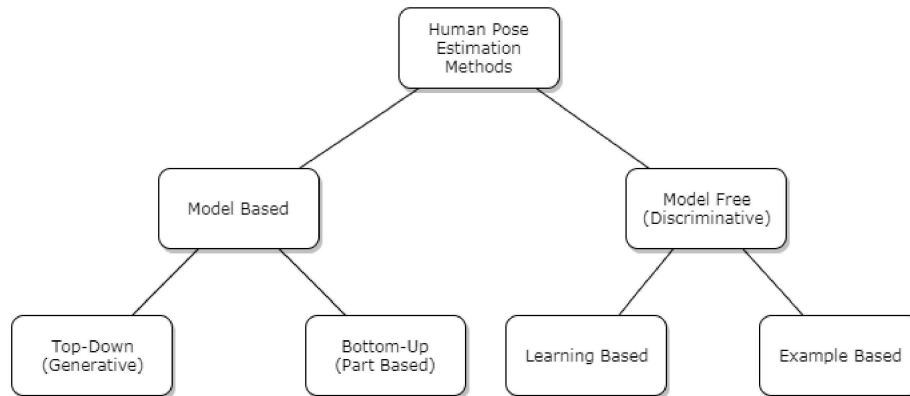 Human Pose
Estimation
Methods
Model Based
Model Free
(Discriminative)
Top-Down
(Generative)
Bottom-Up
(Part Based)
Learning Based
Example Based